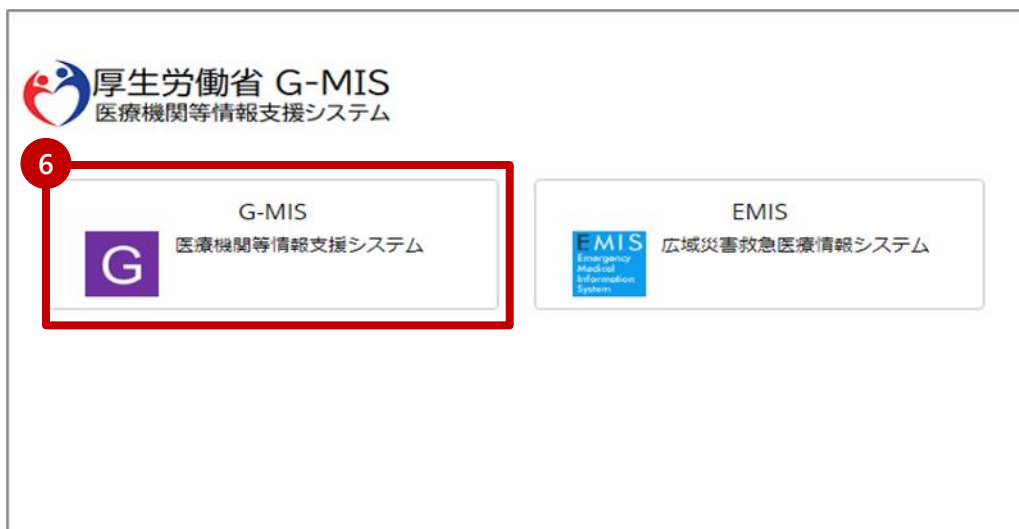 厚生労働省 G-MIS
医療機関等情報支援システム
6
G-MIS
G
医療機関等情報支援システム
EMIS
EMIS
Emergency
Medical
Information
System
広域災害救急医療情報システム